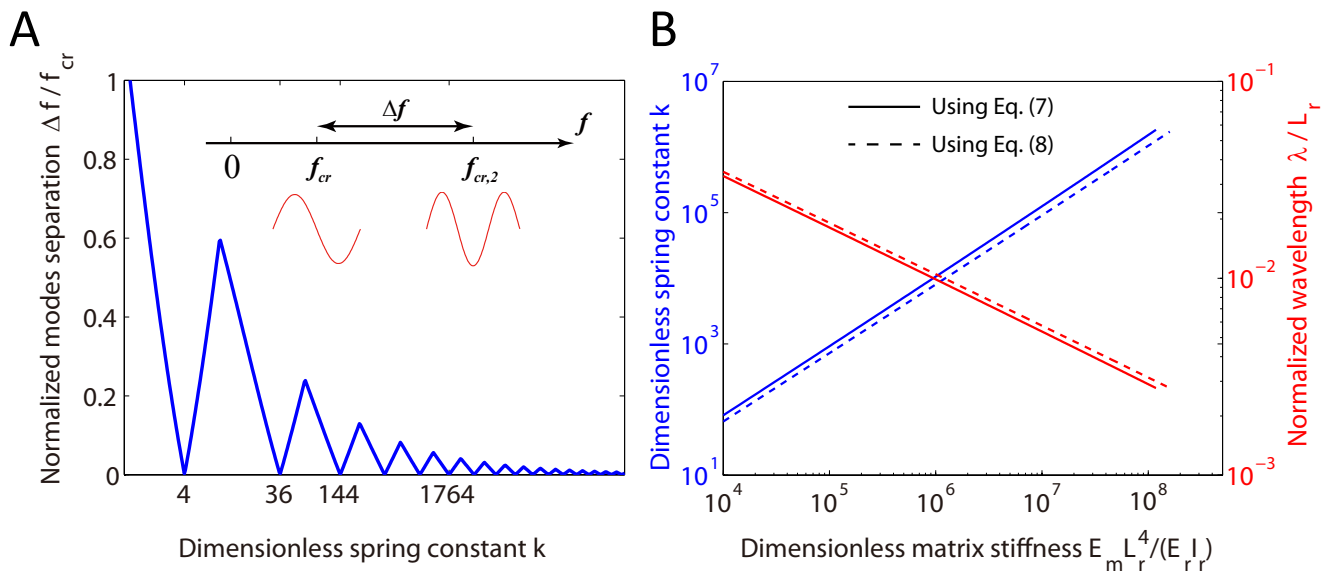 A
Normalized modes separation Δf / f_cr
1
0.8
0.6
0.4
0.2
0
Δf
f
0
f_cr
f_cr,2
4
36
144
1764
Dimensionless spring constant k
B
Dimensionless spring constant k
10^7
10^5
10^3
10^1
Using Eq. (7)
Using Eq. (8)
10^-1
10^-2
10^-3
Normalized wavelength λ / L_r
10^4
10^5
10^6
10^7
10^8
Dimensionless matrix stiffness E_m L_r^4/(E_r I_r)